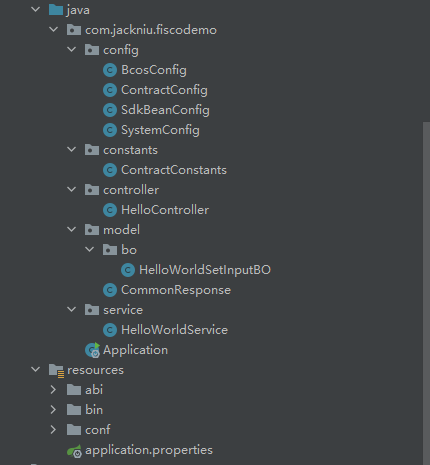 java
com.jackniu.fiscodemo
config
BcosConfig
ContractConfig
SdkBeanConfig
SystemConfig
constants
ContractConstants
controller
HelloController
model
bo
HelloWorldSetInputBO
CommonResponse
service
HelloWorldService
Application
resources
abi
bin
conf
application.properties